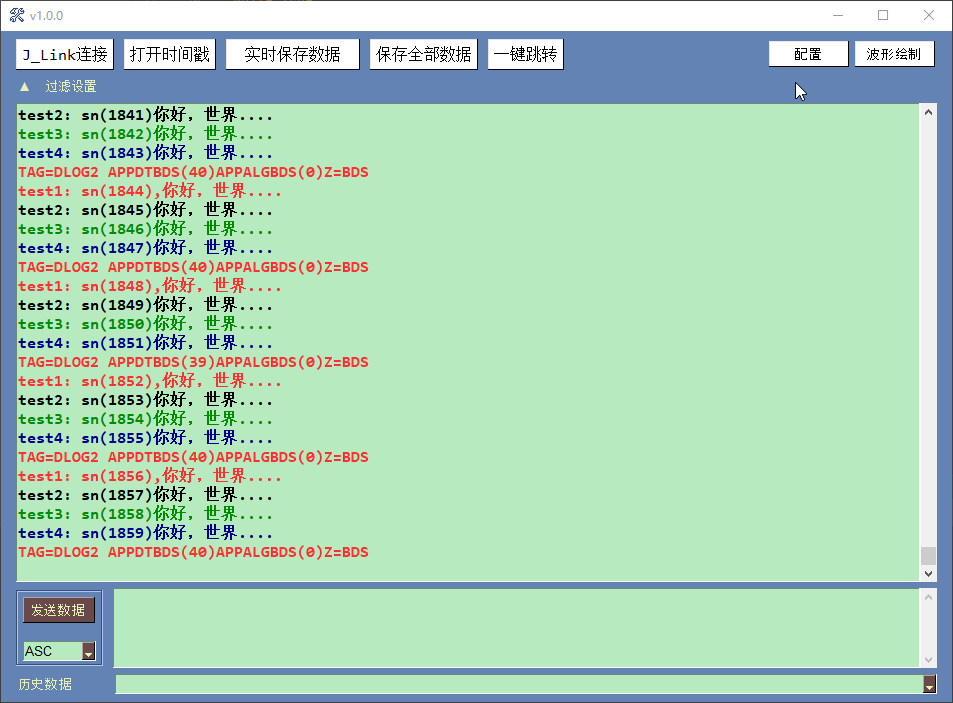 v1.0.0
J_Link连接 打开时间戳 实时保存数据 保存全部数据 一键跳转 配置 波形绘制
▲ 过滤设置
test2: sn(1841)你好，世界....
test3: sn(1842)你好，世界....
test4: sn(1843)你好，世界....
TAG=DLOG2 APPDTBDS(40)APPALGBDS(0)Z=BDS
test1: sn(1844),你好，世界....
test2: sn(1845)你好，世界....
test3: sn(1846)你好，世界....
test4: sn(1847)你好，世界....
TAG=DLOG2 APPDTBDS(40)APPALGBDS(0)Z=BDS
test1: sn(1848),你好，世界....
test2: sn(1849)你好，世界....
test3: sn(1850)你好，世界....
test4: sn(1851)你好，世界....
TAG=DLOG2 APPDTBDS(39)APPALGBDS(0)Z=BDS
test1: sn(1852),你好，世界....
test2: sn(1853)你好，世界....
test3: sn(1854)你好，世界....
test4: sn(1855)你好，世界....
TAG=DLOG2 APPDTBDS(40)APPALGBDS(0)Z=BDS
test1: sn(1856),你好，世界....
test2: sn(1857)你好，世界....
test3: sn(1858)你好，世界....
test4: sn(1859)你好，世界....
TAG=DLOG2 APPDTBDS(40)APPALGBDS(0)Z=BDS
发送数据
ASC
历史数据